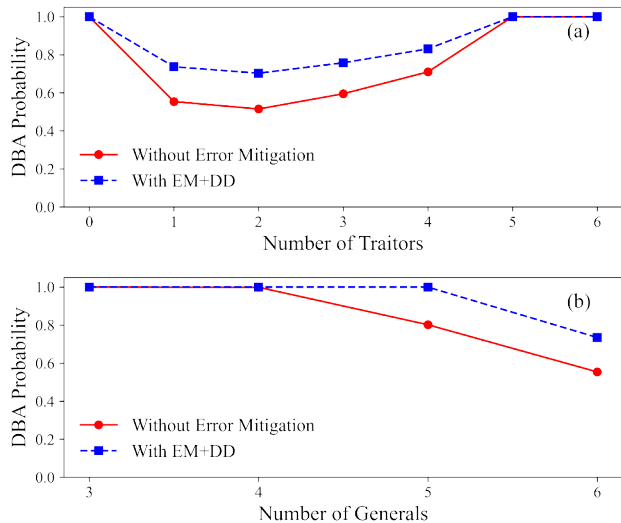 1.0
0.8
0.6
0.4
0.2
0.0
DBA Probability
(a)
Without Error Mitigation
With EM+DD
0 1 2 3 4 5 6
Number of Traitors
1.0
0.8
0.6
0.4
0.2
0.0
DBA Probability
(b)
Without Error Mitigation
With EM+DD
3 4 5 6
Number of Generals